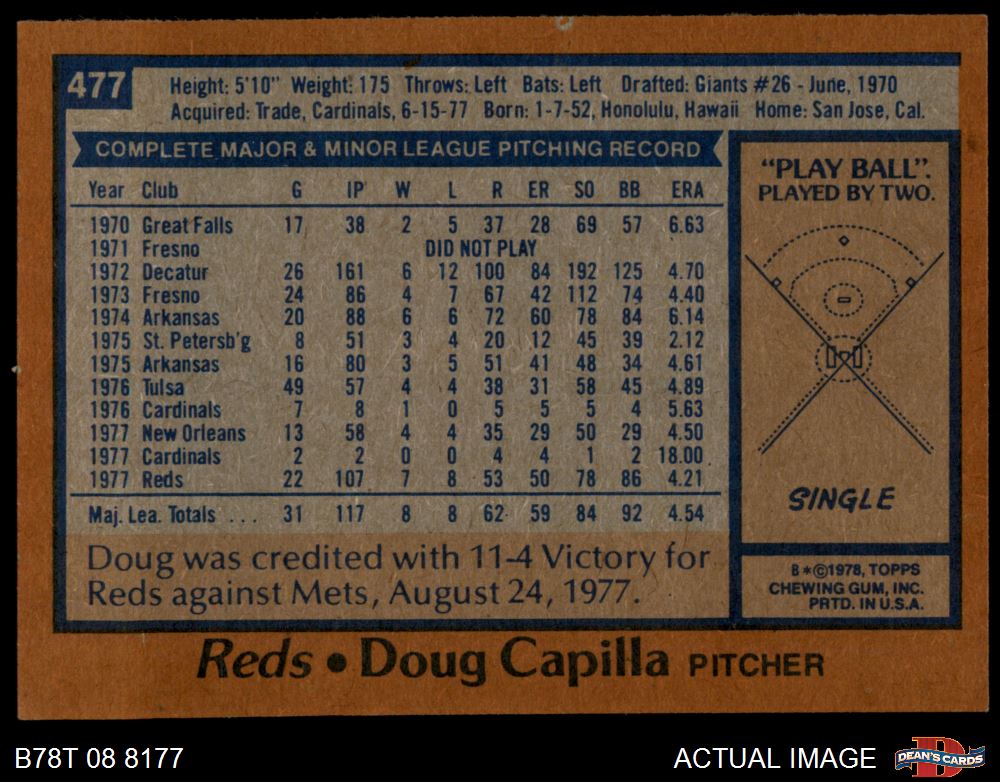 477
Height: 5'10" Weight: 175 Throws: Left Bats: Left Drafted: Giants #26 - June, 1970
Acquired: Trade, Cardinals, 6-15-77 Born: 1-7-52, Honolulu, Hawaii Home: San Jose, Cal.
COMPLETE MAJOR & MINOR LEAGUE PITCHING RECORD
Year Club G IP W L R ER SO BB ERA
1970 Great Falls 17 38 2 5 37 28 69 57 6.63
1971 Fresno DID NOT PLAY
1972 Decatur 26 161 6 12 100 84 192 125 4.70
1973 Fresno 24 86 4 7 67 42 112 74 4.40
1974 Arkansas 20 88 6 6 72 60 78 84 6.14
1975 St. Petersb'g 8 51 3 4 20 12 45 39 2.12
1975 Arkansas 16 80 3 5 51 41 48 34 4.61
1976 Tulsa 49 57 4 4 38 31 58 45 4.89
1976 Cardinals 7 8 1 0 5 5 5 4 5.63
1977 New Orleans 13 58 4 4 35 29 50 29 4.50
1977 Cardinals 2 2 0 0 4 4 1 2 18.00
1977 Reds 22 107 7 8 53 50 78 86 4.21
Maj. Lea. Totals ... 31 117 8 8 62 59 84 92 4.54
Doug was credited with 11-4 Victory for
Reds against Mets, August 24, 1977.
"PLAY BALL".
PLAYED BY TWO.
SINGLE
B*©1978, TOPPS
CHEWING GUM, INC.
PRTD. IN U.S.A.
Reds • Doug Capilla PITCHER
B78T 08 8177
ACTUAL IMAGE
D
DEAN'S CARDS